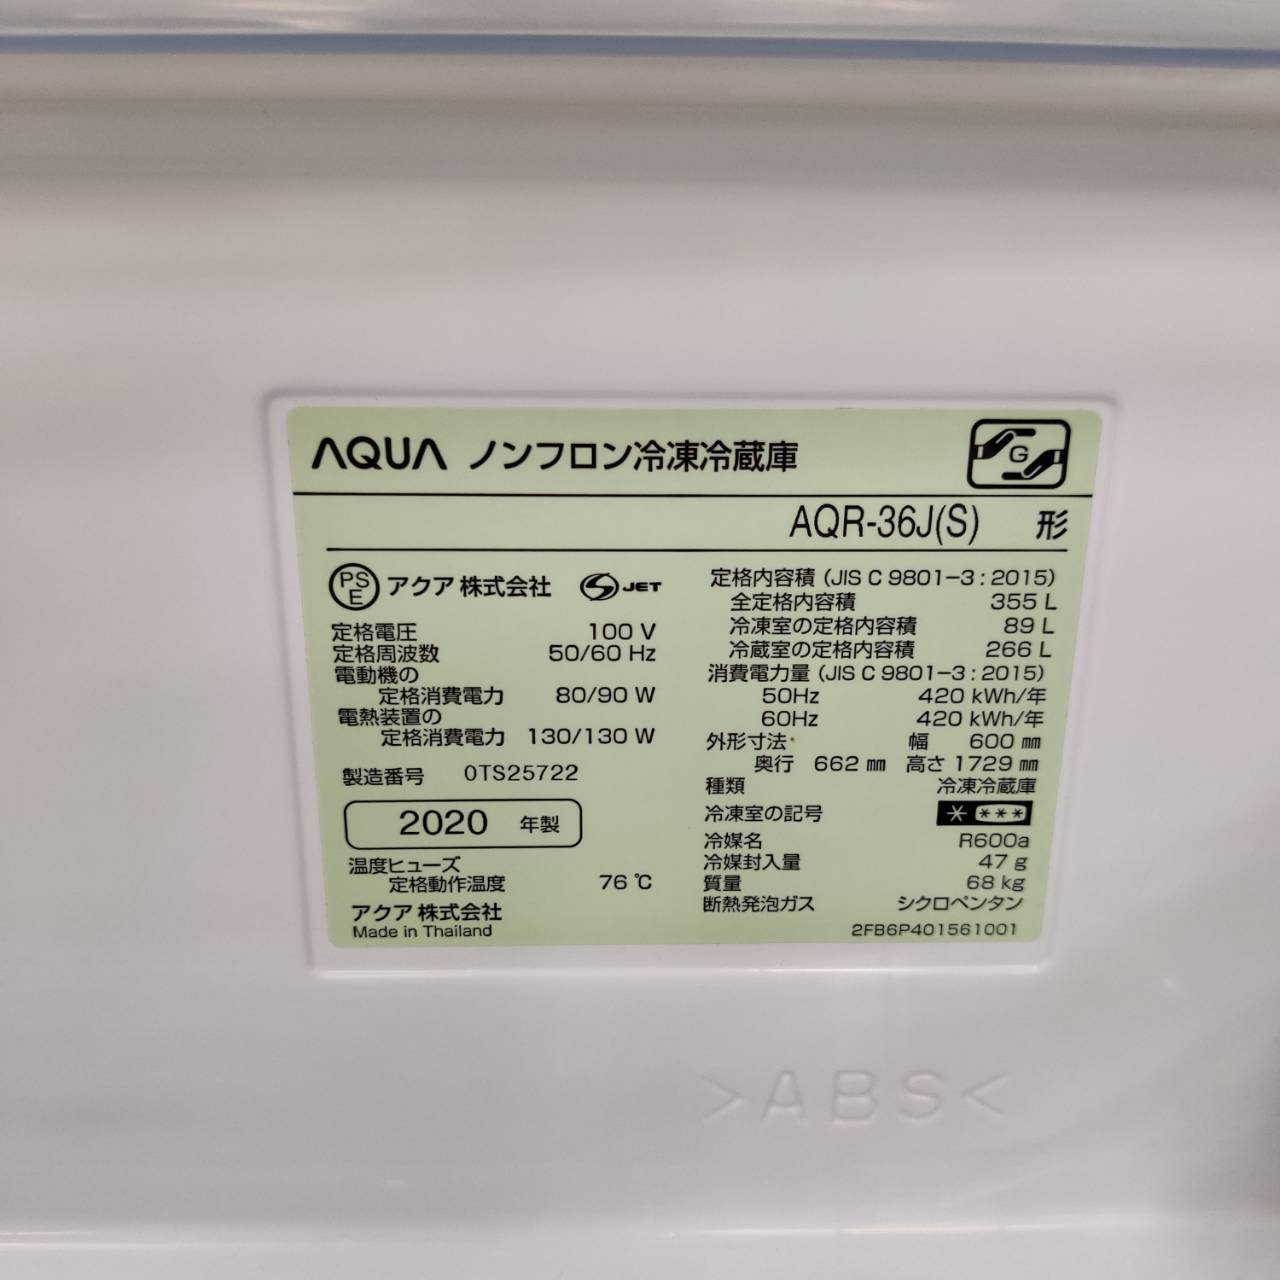 AQUA ノンフロン冷凍冷蔵庫
G
AQR-36J(S) 形
PS E アクア 株式会社 S JET
定格電圧 100 V
定格周波数 50/60 Hz
電動機の
定格消費電力 80/90 W
電熱装置の
定格消費電力 130/130 W
製造番号 0TS25722
2020 年製
温度ヒューズ
定格動作温度 76 ℃
アクア 株式会社
Made in Thailand
定格内容積 (JIS C 9801-3 : 2015)
全定格内容積 355 L
冷凍室の定格内容積 89 L
冷蔵室の定格内容積 266 L
消費電力量 (JIS C 9801-3 : 2015)
50Hz 420 kWh/年
60Hz 420 kWh/年
外形寸法 幅 600 ㎜
奥行 662 ㎜ 高さ 1729 ㎜
種類 冷凍冷蔵庫
冷凍室の記号 * ***
冷媒名 R600a
冷媒封入量 47 g
質量 68 kg
断熱発泡ガス シクロペンタン
2FB6P401561001
>ABS<